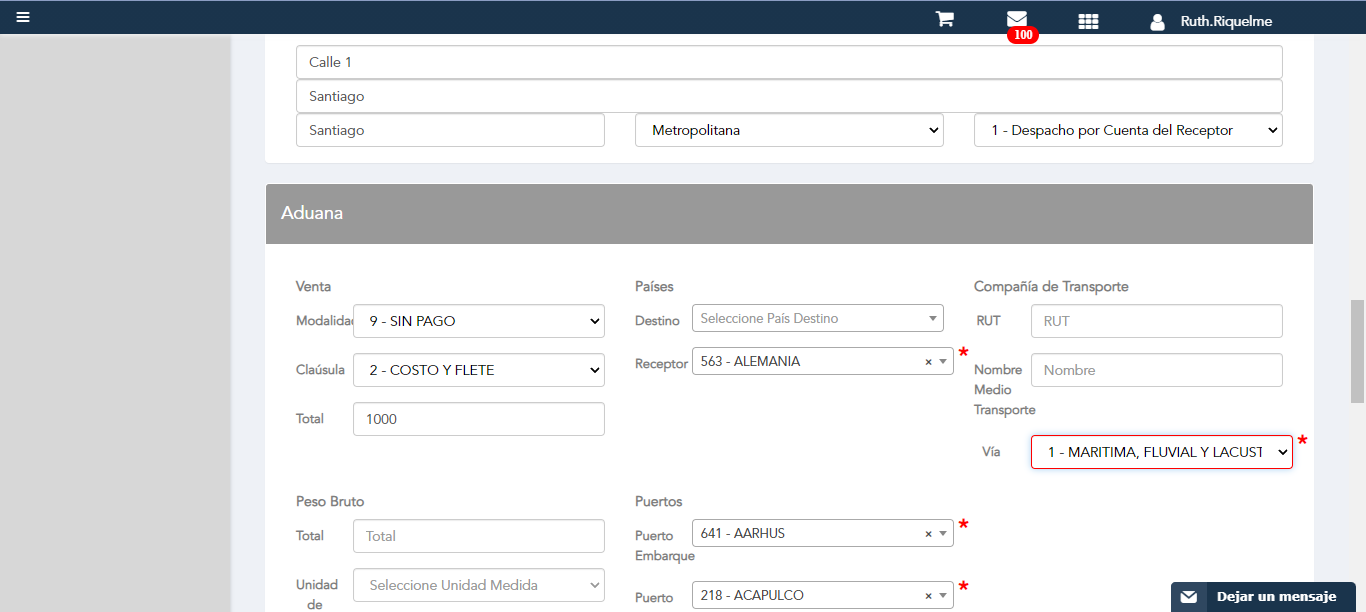 Ruth.Riquelme
100
Calle 1
Santiago
Santiago Metropolitana 1 - Despacho por Cuenta del Receptor
Aduana
Venta Países Compañía de Transporte
Modalidad 9 - SIN PAGO Destino Seleccione País Destino RUT RUT
Receptor 563 - ALEMANIA × *
Claúsula 2 - COSTO Y FLETE Nombre Medio Transporte Nombre
Total 1000
Vía 1 - MARITIMA, FLUVIAL Y LACUST *
Peso Bruto Puertos
Total Total Puerto Embarque 641 - AARHUS × *
Unidad de Seleccione Unidad Medida Puerto 218 - ACAPULCO × *
Dejar un mensaje